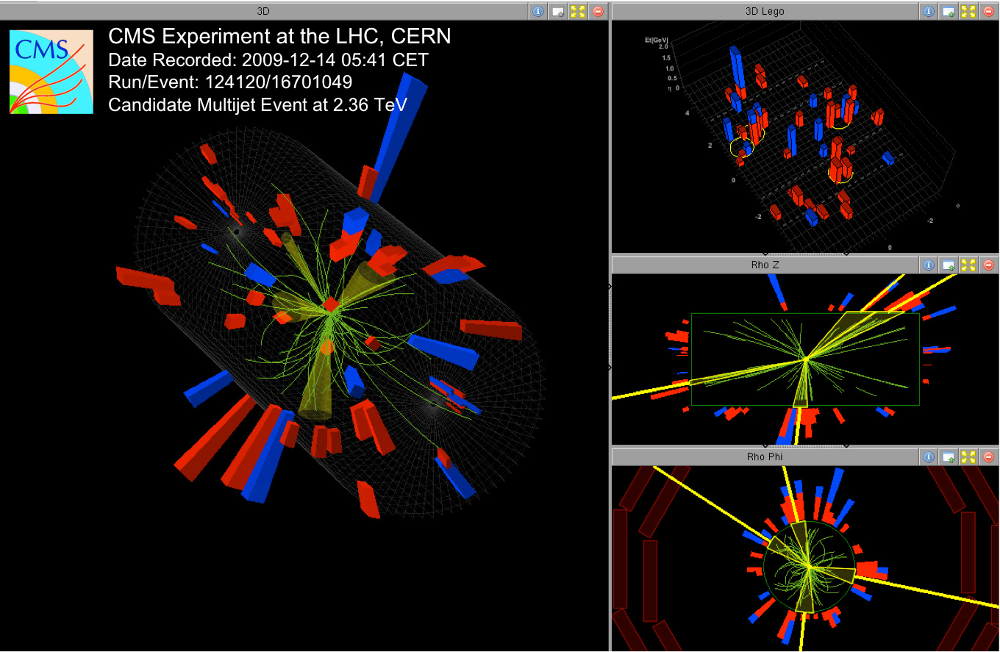 3D
CMS
CMS Experiment at the LHC, CERN
Date Recorded: 2009-12-14 05:41 CET
Run/Event: 124120/16701049
Candidate Multijet Event at 2.36 TeV
3D Lego
Et[GeV]
2.0
1.5
1.0
0.5
0
η
4
2
0
-2
φ
-2
0
Rho Z
Rho Phi